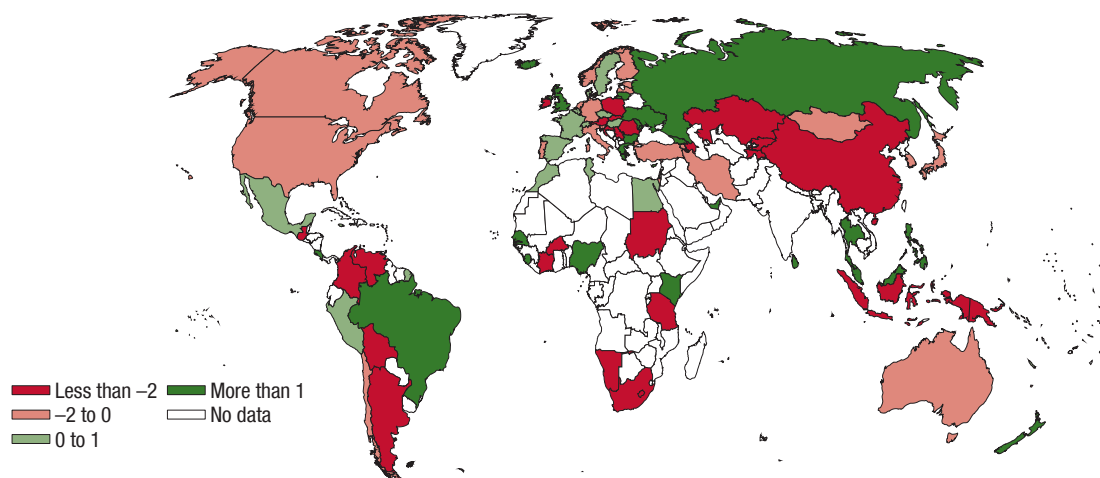 Less than –2
–2 to 0
0 to 1
More than 1
No data